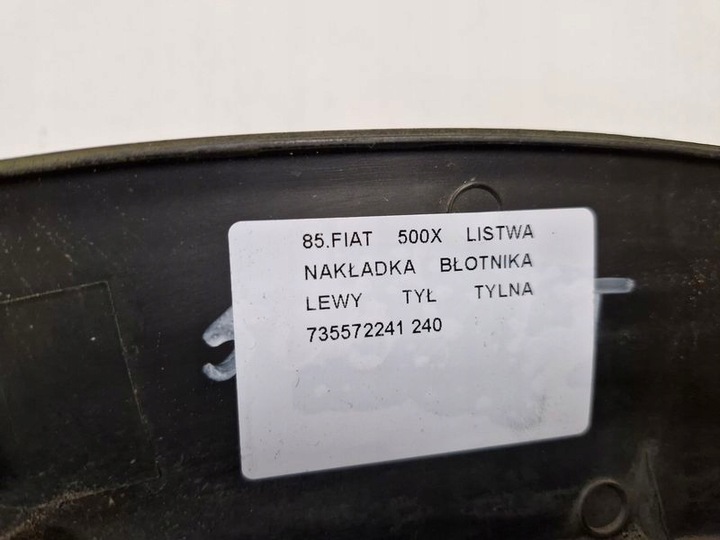 85.FIAT 500X LISTWA
NAKŁADKA BŁOTNIKA
LEWY TYŁ TYLNA
735572241 240